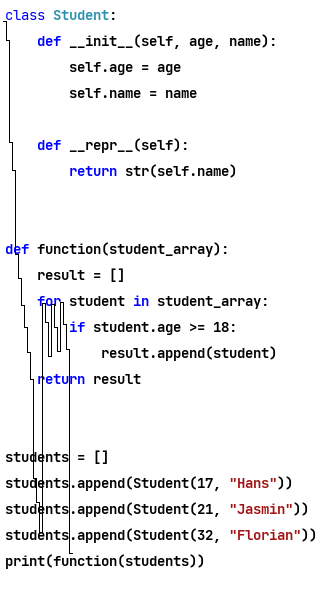 class Student:
    def __init__(self, age, name):
        self.age = age
        self.name = name

    def __repr__(self):
        return str(self.name)


def function(student_array):
    result = []
    for student in student_array:
        if student.age >= 18:
            result.append(student)
    return result


students = []
students.append(Student(17, "Hans"))
students.append(Student(21, "Jasmin"))
students.append(Student(32, "Florian"))
print(function(students))